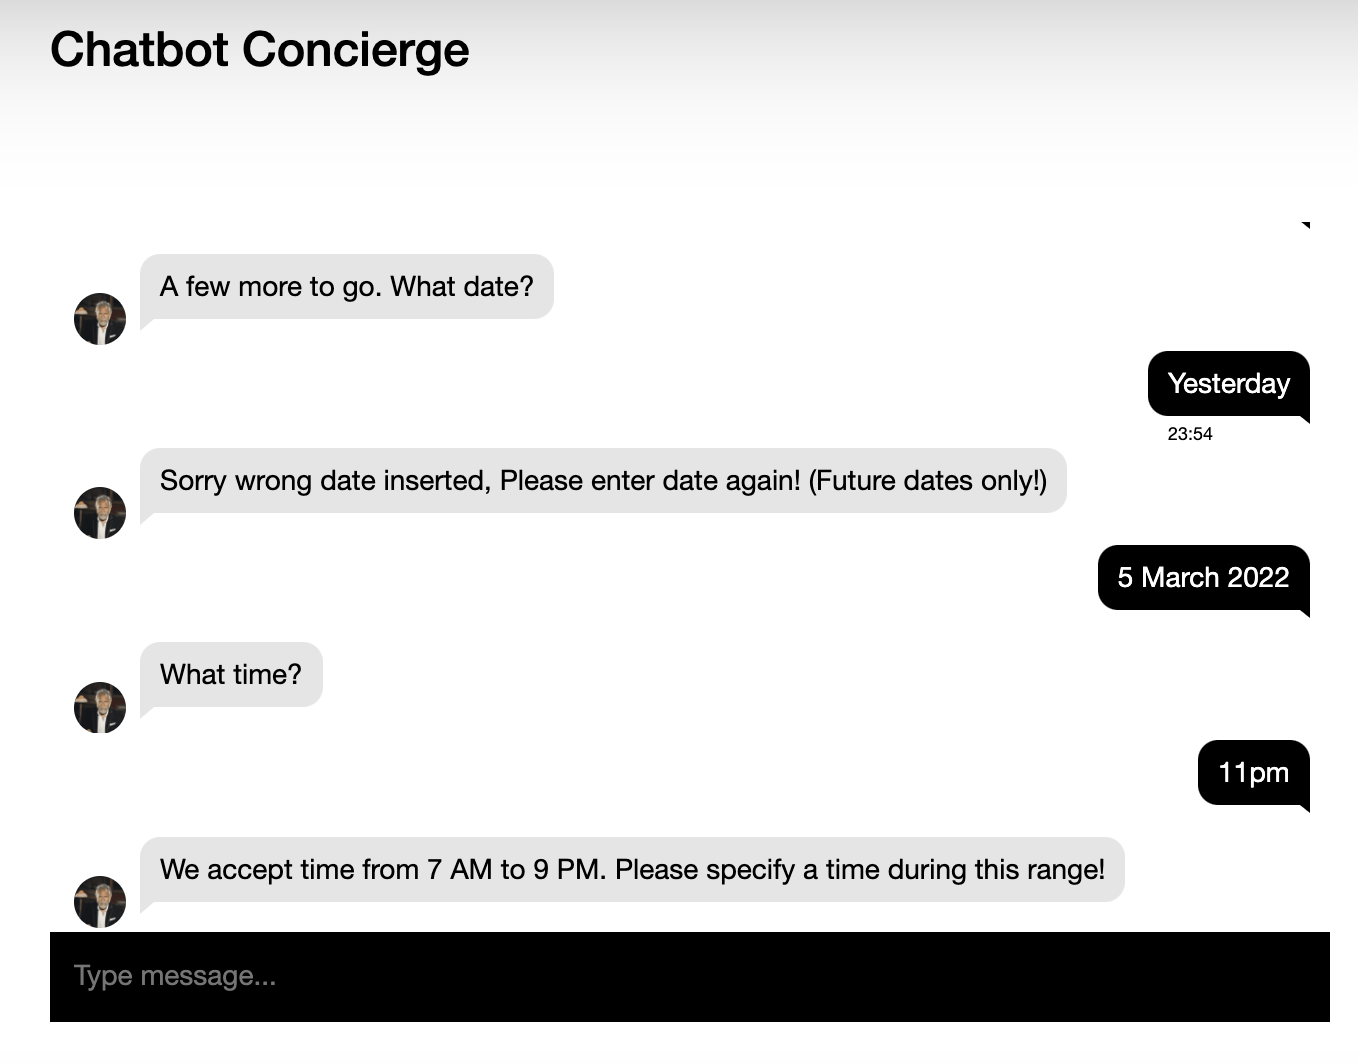 Chatbot Concierge
A few more to go. What date?
Yesterday
23:54
Sorry wrong date inserted, Please enter date again! (Future dates only!)
5 March 2022
What time?
11pm
We accept time from 7 AM to 9 PM. Please specify a time during this range!
Type message...